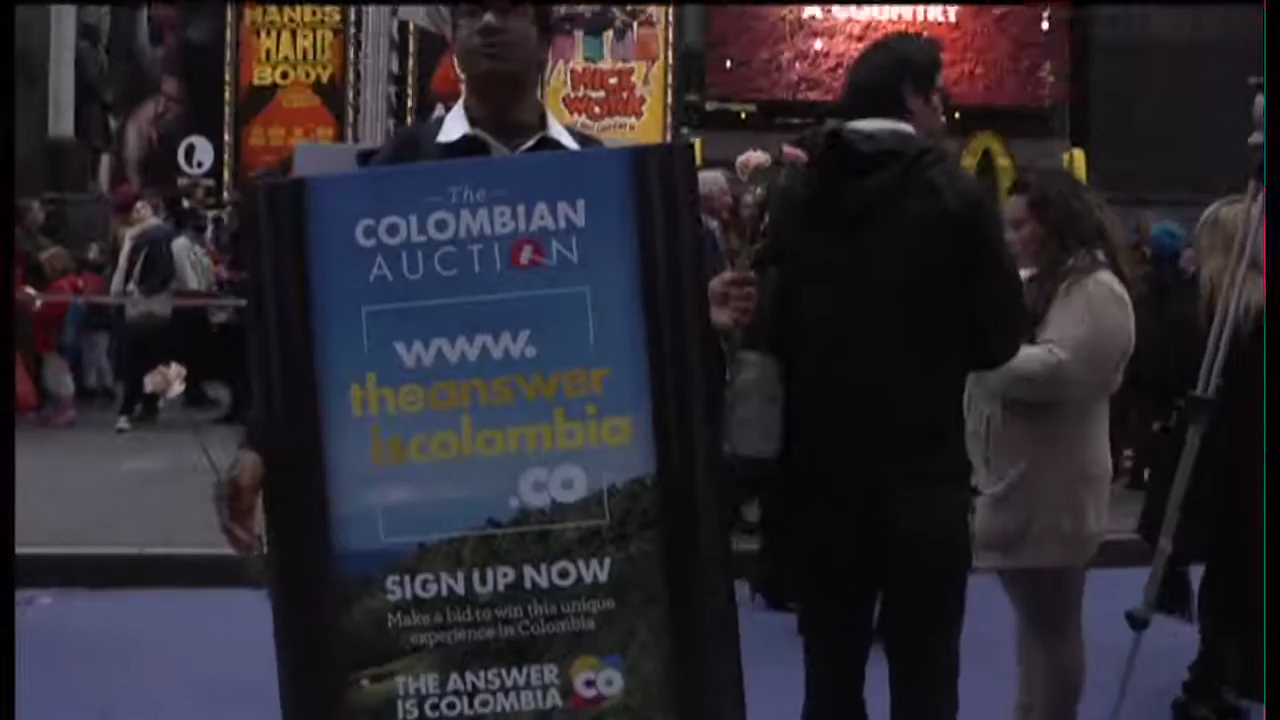 HANDS
HARD
BODY
NICE
WORK
A COUNTRY
The
COLOMBIAN
AUCTION
www.
theanswer
iscolombia
.co
SIGN UP NOW
Make a bid to win this unique
experience in Colombia
THE ANSWER
IS COLOMBIA
CO